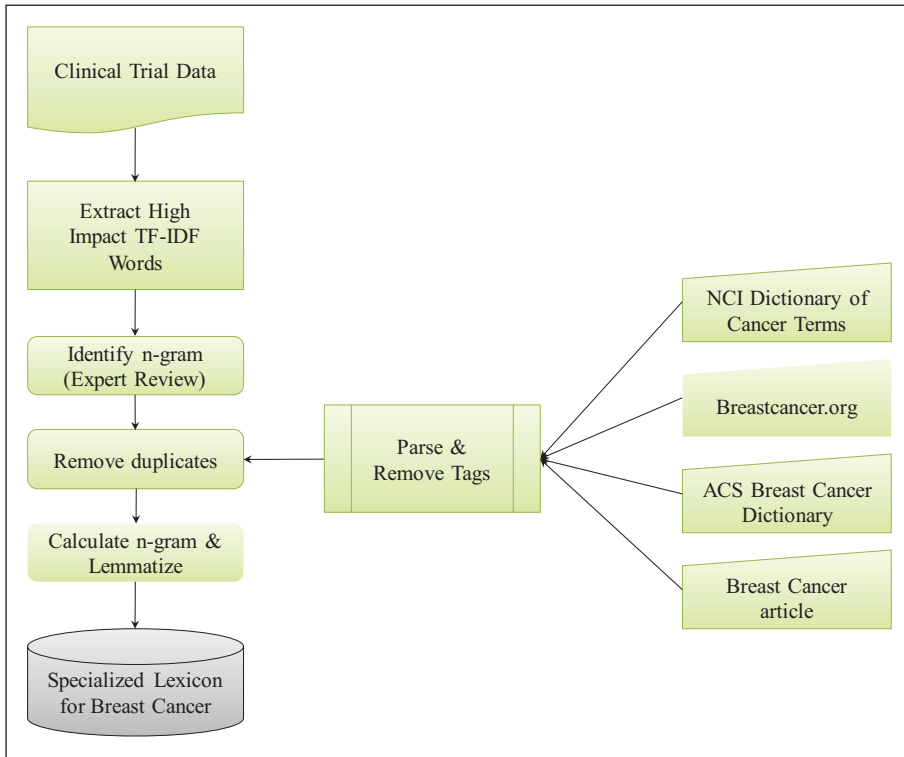 Clinical Trial Data
Extract High
Impact TF-IDF
Words
Identify n-gram
(Expert Review)
Remove duplicates
Calculate n-gram &
Lemmatize
Specialized Lexicon
for Breast Cancer
Parse &
Remove Tags
NCI Dictionary of
Cancer Terms
Breastcancer.org
ACS Breast Cancer
Dictionary
Breast Cancer
article